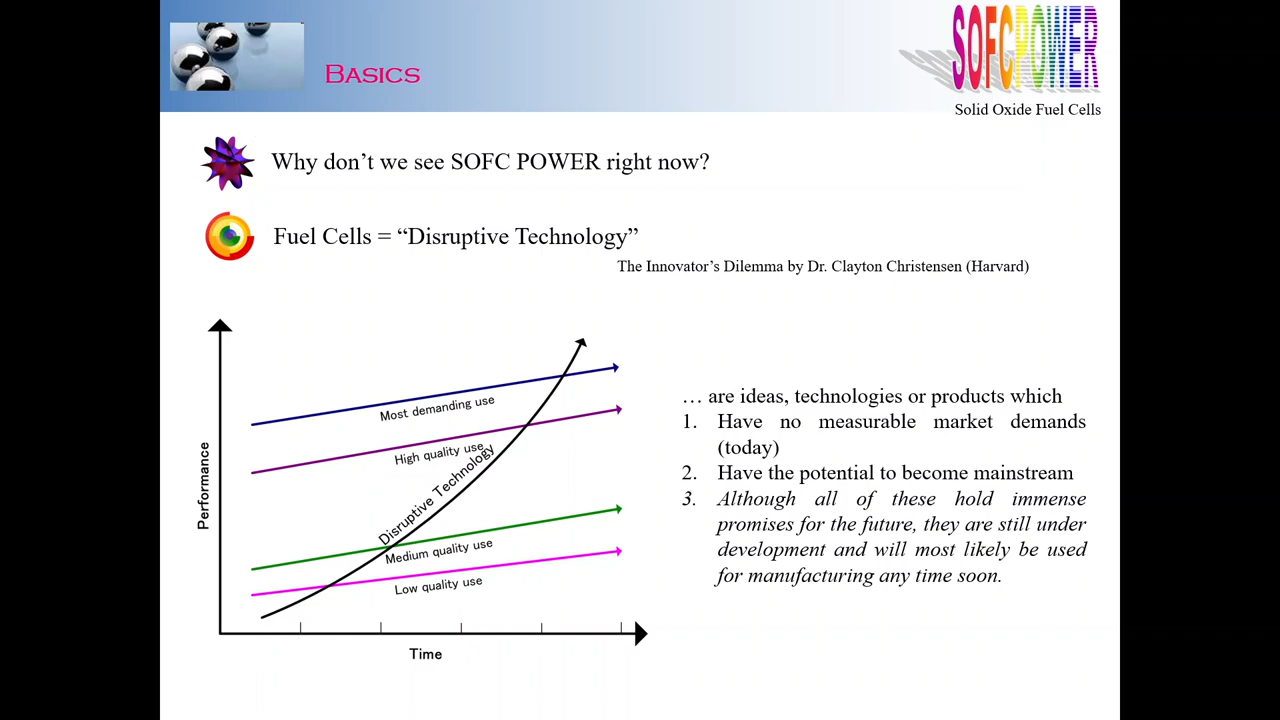 BASICS
SOFCPOWER
Solid Oxide Fuel Cells
Why don't we see SOFC POWER right now?
Fuel Cells = “Disruptive Technology”
The Innovator's Dilemma by Dr. Clayton Christensen (Harvard)
Performance
Most demanding use
High quality use
Disruptive Technology
Medium quality use
Low quality use
Time
… are ideas, technologies or products which
1. Have no measurable market demands
(today)
2. Have the potential to become mainstream
3. Although all of these hold immense
promises for the future, they are still under
development and will most likely be used
for manufacturing any time soon.